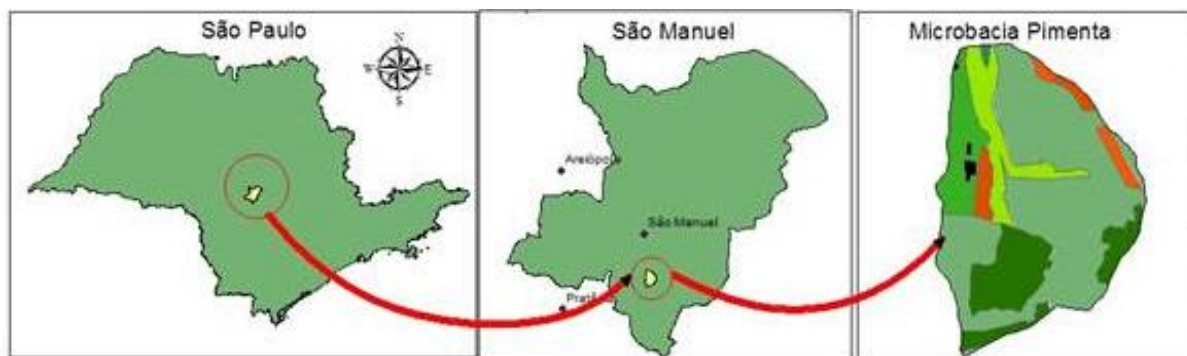 São Paulo
N
W E
S
São Manuel
Areiópolis
São Manuel
Microbacia Pimenta